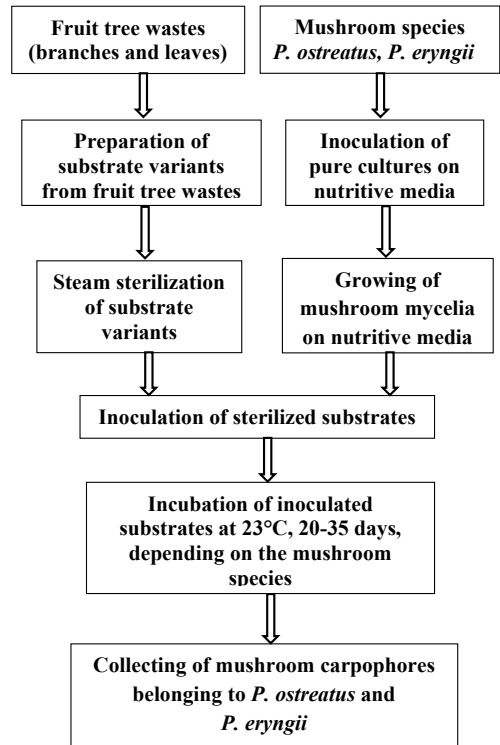 Fruit tree wastes
(branches and leaves)
Mushroom species
P. ostreatus, P. eryngii
Preparation of
substrate variants
from fruit tree wastes
Inoculation of
pure cultures on
nutritive media
Steam sterilization
of substrate
variants
Growing of
mushroom mycelia
on nutritive media
Inoculation of sterilized substrates
Incubation of inoculated
substrates at 23°C, 20-35 days,
depending on the mushroom
species
Collecting of mushroom carpophores
belonging to P. ostreatus and
P. eryngii